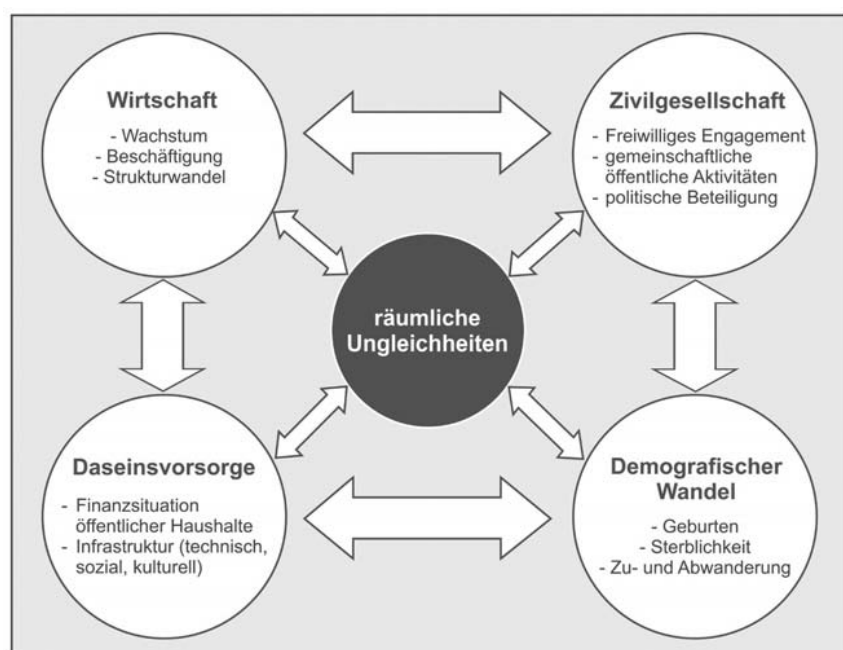 Wirtschaft
- Wachstum
- Beschäftigung
- Strukturwandel
Zivilgesellschaft
- Freiwilliges Engagement
- gemeinschaftliche
öffentliche Aktivitäten
- politische Beteiligung
räumliche
Ungleichheiten
Daseinsvorsorge
- Finanzsituation
öffentlicher Haushalte
- Infrastruktur (technisch,
sozial, kulturell)
Demografischer
Wandel
- Geburten
- Sterblichkeit
- Zu- und Abwanderung